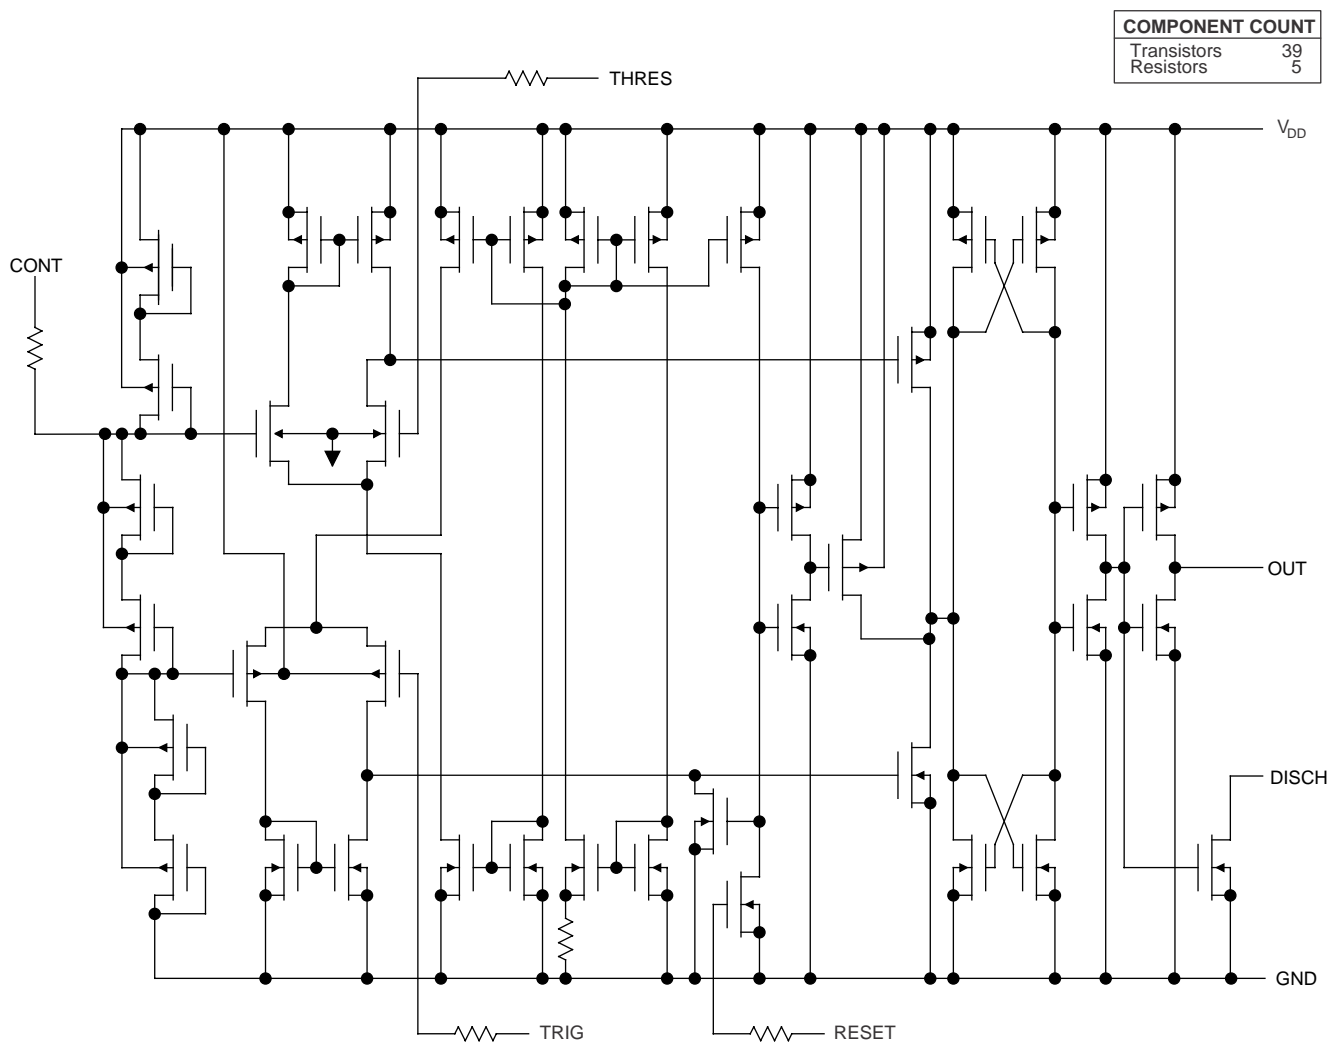 COMPONENT COUNT
Transistors 39
Resistors 5
THRES
VDD
CONT
OUT
DISCH
GND
TRIG
RESET